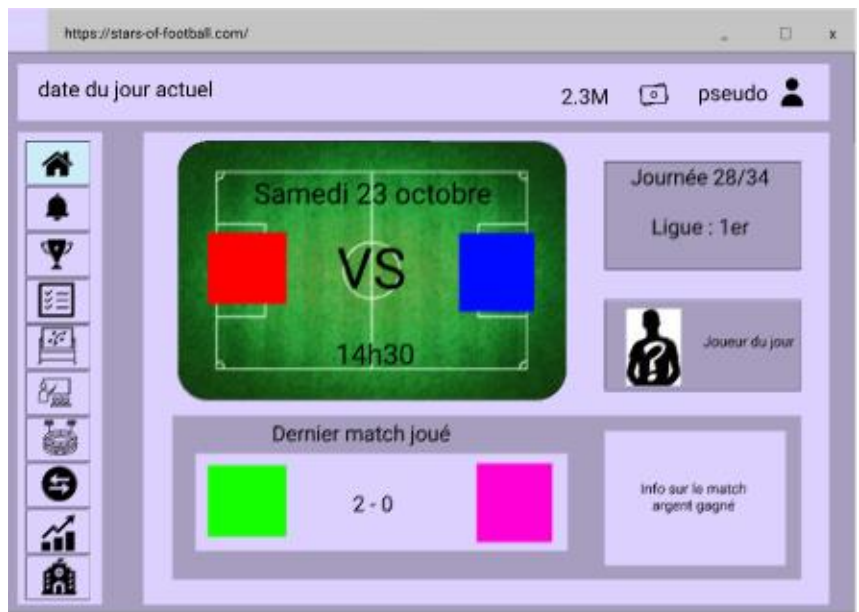 https://stars-of-football.com/
date du jour actuel
2.3M
pseudo
Samedi 23 octobre
VS
14h30
Journée 28/34
Ligue : 1er
Joueur du jour
Dernier match joué
2 - 0
Info sur le match
argent gagné